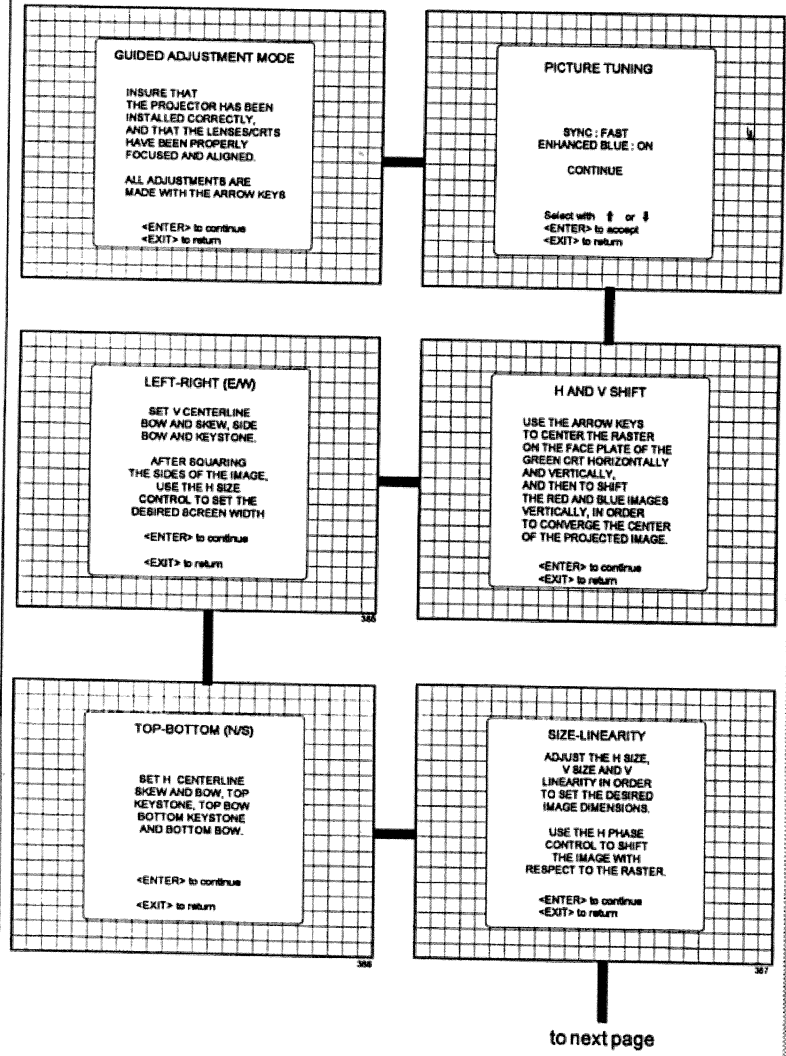 GUIDED ADJUSTMENT MODE
INSURE THAT
THE PROJECTOR HAS BEEN
INSTALLED CORRECTLY,
AND THAT THE LENSES/CRTS
HAVE BEEN PROPERLY
FOCUSED AND ALIGNED.
ALL ADJUSTMENTS ARE
MADE WITH THE ARROW KEYS
<ENTER> to continue
<EXIT> to return
PICTURE TUNING
SYNC : FAST
ENHANCED BLUE : ON
CONTINUE
Select with ⬆ or ⬇
<ENTER> to accept
<EXIT> to return
H AND V SHIFT
USE THE ARROW KEYS
TO CENTER THE RASTER
ON THE FACE PLATE OF THE
GREEN CRT HORIZONTALLY
AND VERTICALLY,
AND THEN TO SHIFT
THE RED AND BLUE IMAGES
VERTICALLY, IN ORDER
TO CONVERGE THE CENTER
OF THE PROJECTED IMAGE.
<ENTER> to continue
<EXIT> to return
LEFT-RIGHT (E/W)
SET V CENTERLINE
BOW AND SKEW, SIDE
BOW AND KEYSTONE.
AFTER SQUARING
THE SIDES OF THE IMAGE,
USE THE H SIZE
CONTROL TO SET THE
DESIRED SCREEN WIDTH
<ENTER> to continue
<EXIT> to return
385
TOP-BOTTOM (N/S)
SET H CENTERLINE
SKEW AND BOW, TOP
KEYSTONE, TOP BOW
BOTTOM KEYSTONE
AND BOTTOM BOW.
<ENTER> to continue
<EXIT> to return
386
SIZE-LINEARITY
ADJUST THE H SIZE,
V SIZE AND V
LINEARITY IN ORDER
TO SET THE DESIRED
IMAGE DIMENSIONS.
USE THE H PHASE
CONTROL TO SHIFT
THE IMAGE WITH
RESPECT TO THE RASTER.
<ENTER> to continue
<EXIT> to return
387
to next page